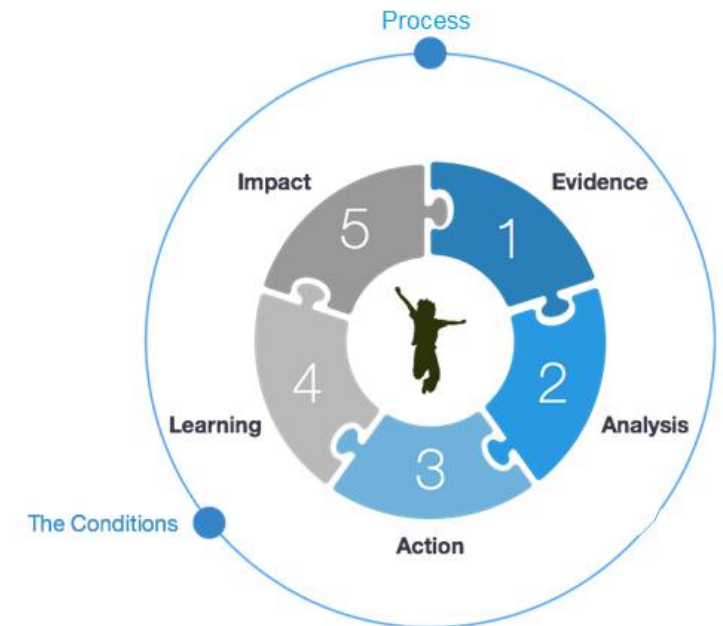 Process
Impact
Evidence
5
1
4
2
Learning
Analysis
3
The Conditions
Action